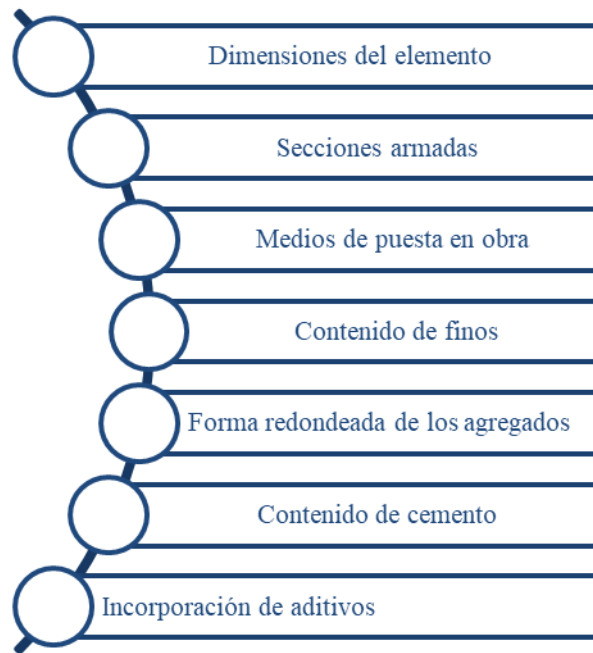 Dimensiones del elemento
Secciones armadas
Medios de puesta en obra
Contenido de finos
Forma redondeada de los agregados
Contenido de cemento
Incorporación de aditivos